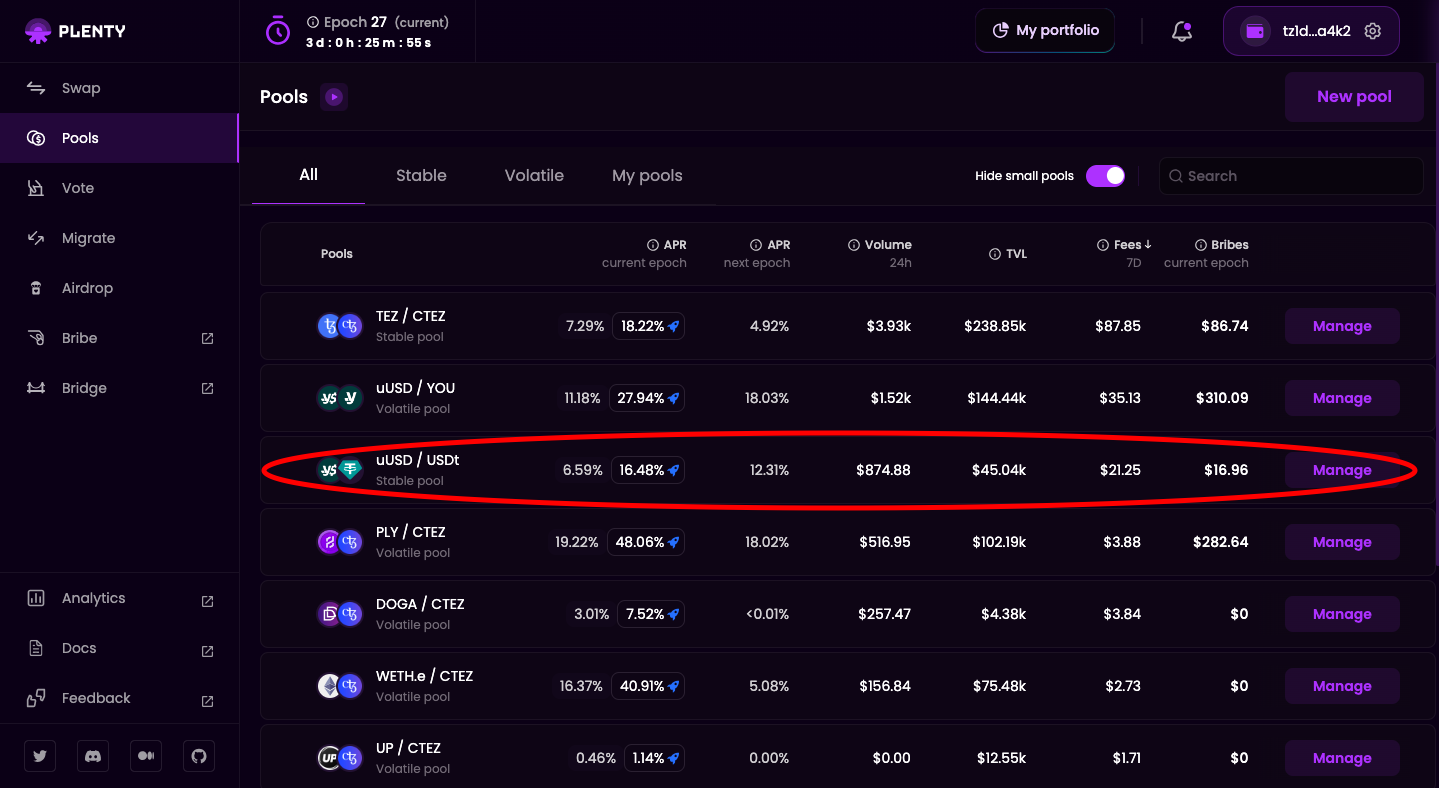 PLENTY
Epoch 27 (current)
3 d : 0 h : 25 m : 55 s
My portfolio
tz1d...a4k2
Swap
Pools
Vote
Migrate
Airdrop
Bribe
Bridge
Analytics
Docs
Feedback
Pools
New pool
All Stable Volatile My pools
Hide small pools
Search
Pools
APR
current epoch
APR
next epoch
Volume
24h
TVL
Fees↓
7D
Bribes
current epoch
TEZ / CTEZ
Stable pool
7.29% 18.22% 4.92% $3.93k $238.85k $87.85 $86.74 Manage
uUSD / YOU
Volatile pool
11.18% 27.94% 18.03% $1.52k $144.44k $35.13 $310.09 Manage
uUSD / USDt
Stable pool
6.59% 16.48% 12.31% $874.88 $45.04k $21.25 $16.96 Manage
PLY / CTEZ
Volatile pool
19.22% 48.06% 18.02% $516.95 $102.19k $3.88 $282.64 Manage
DOGA / CTEZ
Volatile pool
3.01% 7.52% <0.01% $257.47 $4.38k $3.84 $0 Manage
WETH.e / CTEZ
Volatile pool
16.37% 40.91% 5.08% $156.84 $75.48k $2.73 $0 Manage
UP / CTEZ
Volatile pool
0.46% 1.14% 0.00% $0.00 $12.55k $1.71 $0 Manage